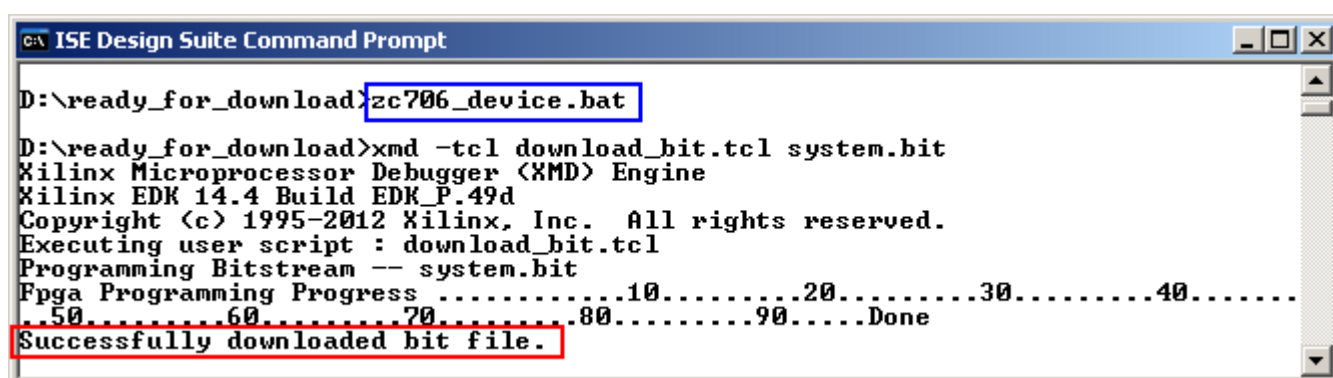 ISE Design Suite Command Prompt
D:\ready_for_download>zc706_device.bat
D:\ready_for_download>xmd -tcl download_bit.tcl system.bit
Xilinx Microprocessor Debugger (XMD) Engine
Xilinx EDK 14.4 Build EDK_P.49d
Copyright (c) 1995-2012 Xilinx, Inc.  All rights reserved.
Executing user script : download_bit.tcl
Programming Bitstream -- system.bit
Fpga Programming Progress ............10.........20.........30.........40.......
..50.........60.........70.........80.........90.....Done
Successfully downloaded bit file.